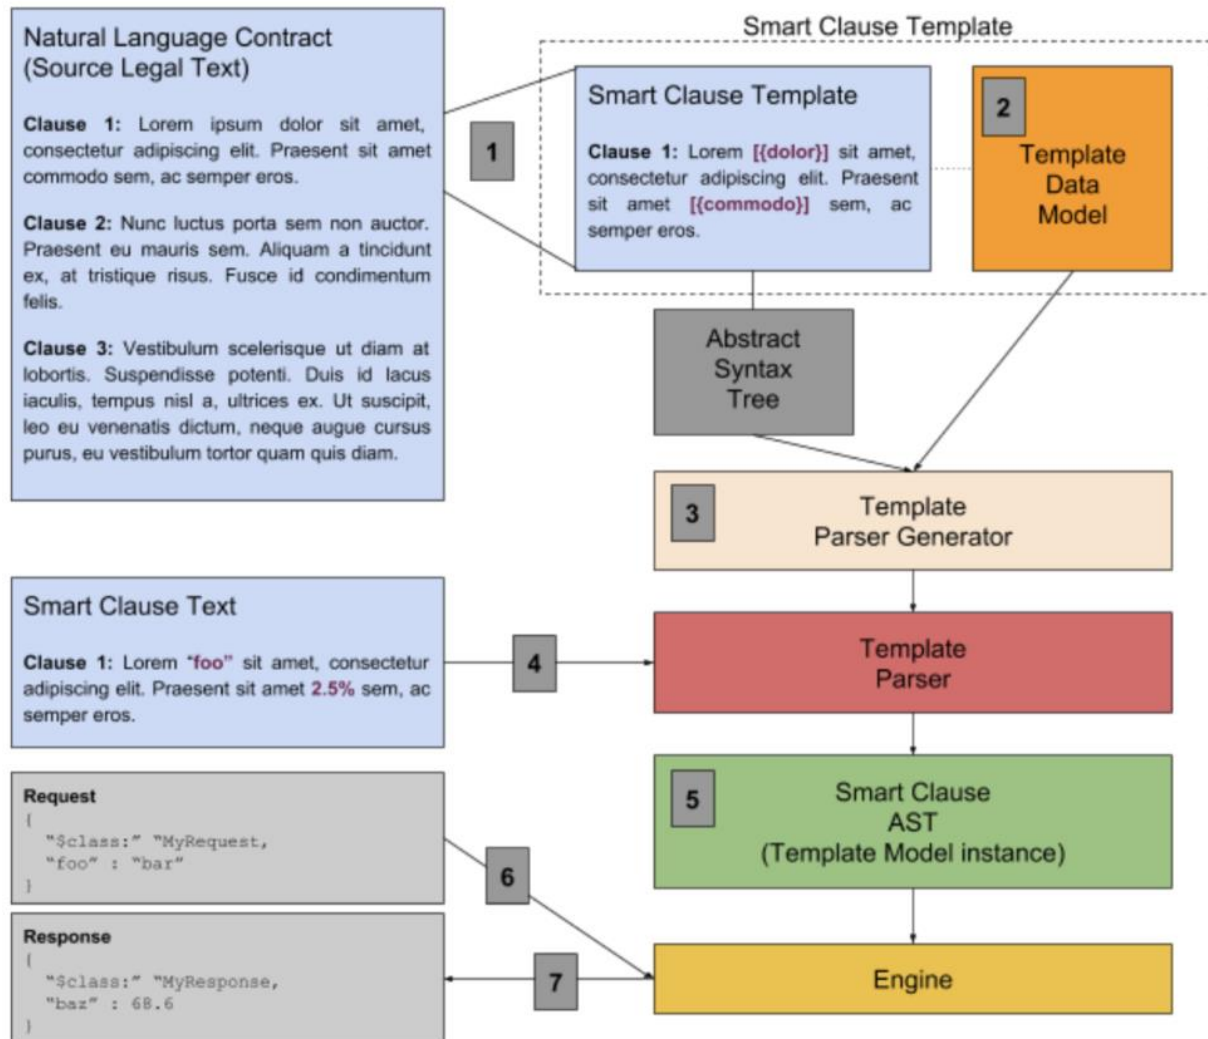 Natural Language Contract
(Source Legal Text)
Clause 1: Lorem ipsum dolor sit amet,
consectetur adipiscing elit. Praesent sit amet
commodo sem, ac semper eros.
Clause 2: Nunc luctus porta sem non auctor.
Praesent eu mauris sem. Aliquam a tincidunt
ex, at tristique risus. Fusce id condimentum
felis.
Clause 3: Vestibulum scelerisque ut diam at
lobortis. Suspendisse potenti. Duis id lacus
iaculis, tempus nisl a, ultrices ex. Ut suscipit,
leo eu venenatis dictum, neque augue cursus
purus, eu vestibulum tortor quam quis diam.
1
Smart Clause Template
Smart Clause Template
Clause 1: Lorem [{dolor}] sit amet,
consectetur adipiscing elit. Praesent
sit amet [{commodo}] sem, ac
semper eros.
2
Template
Data
Model
Abstract
Syntax
Tree
3
Template
Parser Generator
Smart Clause Text
Clause 1: Lorem "foo" sit amet, consectetur
adipiscing elit. Praesent sit amet 2.5% sem, ac
semper eros.
4
Template
Parser
5
Smart Clause
AST
(Template Model instance)
Request
{
"$class:" "MyRequest,
"foo" : "bar"
}
6
Response
{
"$class:" "MyResponse,
"baz" : 68.6
}
7
Engine